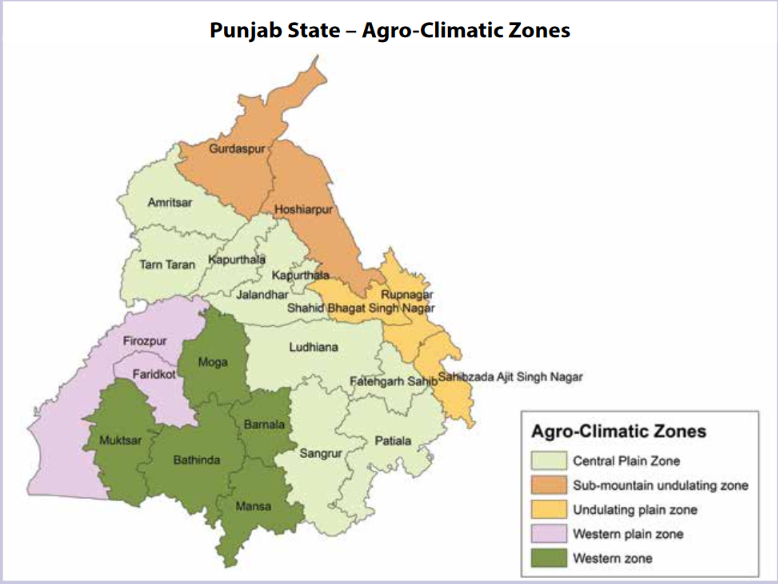 Punjab State – Agro-Climatic Zones
Gurdaspur
Amritsar
Hoshiarpur
Tarn Taran
Kapurthala
Kapurthala
Jalandhar
Rupnagar
Shahid Bhagat Singh Nagar
Firozpur
Moga
Ludhiana
Faridkot
Fatehgarh Sahib
Sahibzada Ajit Singh Nagar
Muktsar
Barnala
Bathinda
Sangrur
Patiala
Mansa
Agro-Climatic Zones
Central Plain Zone
Sub-mountain undulating zone
Undulating plain zone
Western plain zone
Western zone